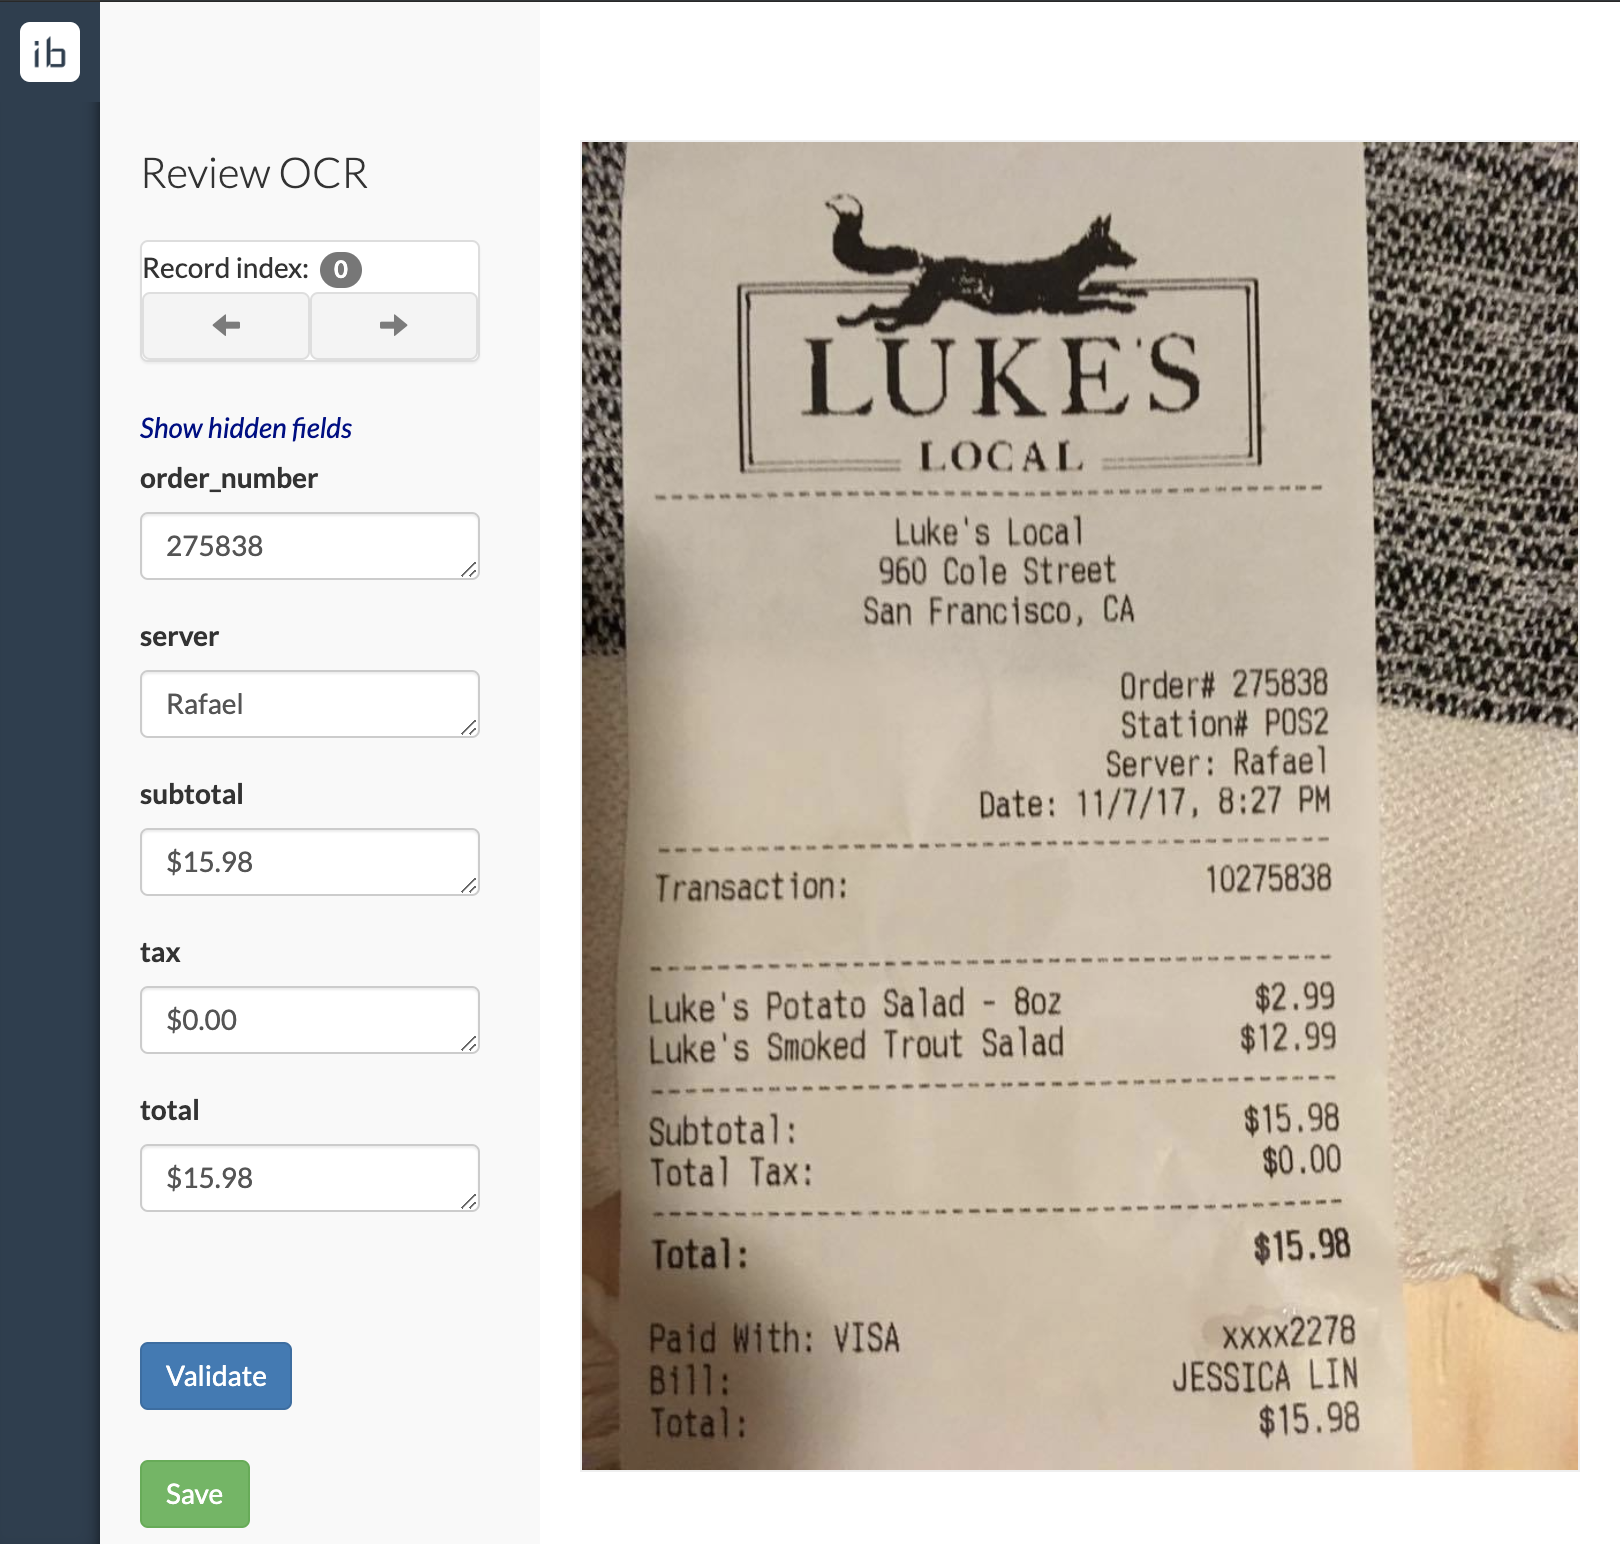 ib
Review OCR
Record index: 0
Show hidden fields
order_number
275838
server
Rafael
subtotal
$15.98
tax
$0.00
total
$15.98
Validate
Save
LUKE'S
LOCAL
Luke's Local
960 Cole Street
San Francisco, CA
Order# 275838
Station# POS2
Server: Rafael
Date: 11/7/17, 8:27 PM
Transaction: 10275838
Luke's Potato Salad - 8oz $2.99
Luke's Smoked Trout Salad $12.99
Subtotal: $15.98
Total Tax: $0.00
Total: $15.98
Paid With: VISA xxxx2278
Bill: JESSICA LIN
Total: $15.98